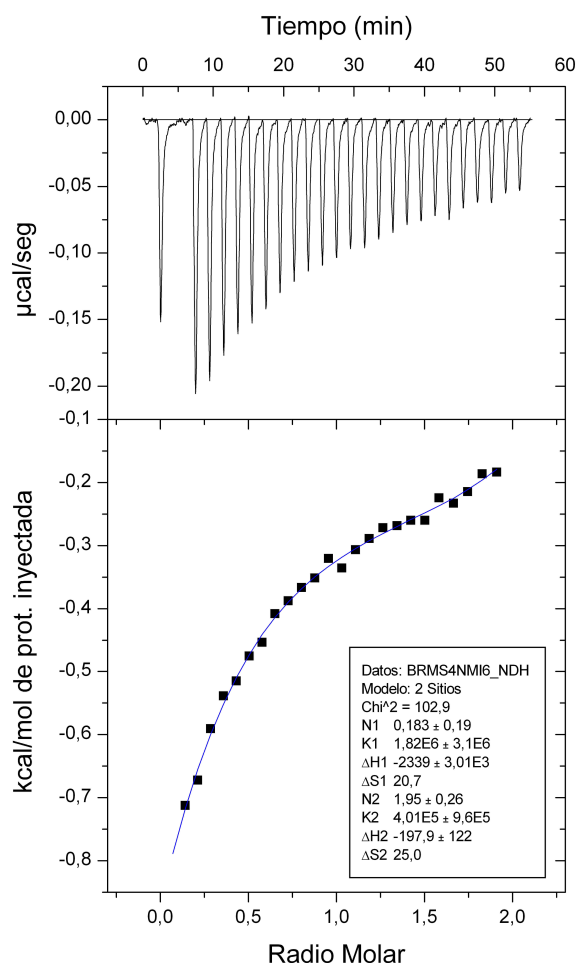 Tiempo (min)
0 10 20 30 40 50 60
0,00
-0,05
-0,10
-0,15
-0,20
µcal/seg
-0,1
-0,2
-0,3
-0,4
-0,5
-0,6
-0,7
-0,8
kcal/mol de prot. inyectada
Datos: BRMS4NMI6_NDH
Modelo: 2 Sitios
Chi^2 = 102,9
N1 0,183 ± 0,19
K1 1,82E6 ± 3,1E6
ΔH1 -2339 ± 3,01E3
ΔS1 20,7
N2 1,95 ± 0,26
K2 4,01E5 ± 9,6E5
ΔH2 -197,9 ± 122
ΔS2 25,0
0,0 0,5 1,0 1,5 2,0
Radio Molar